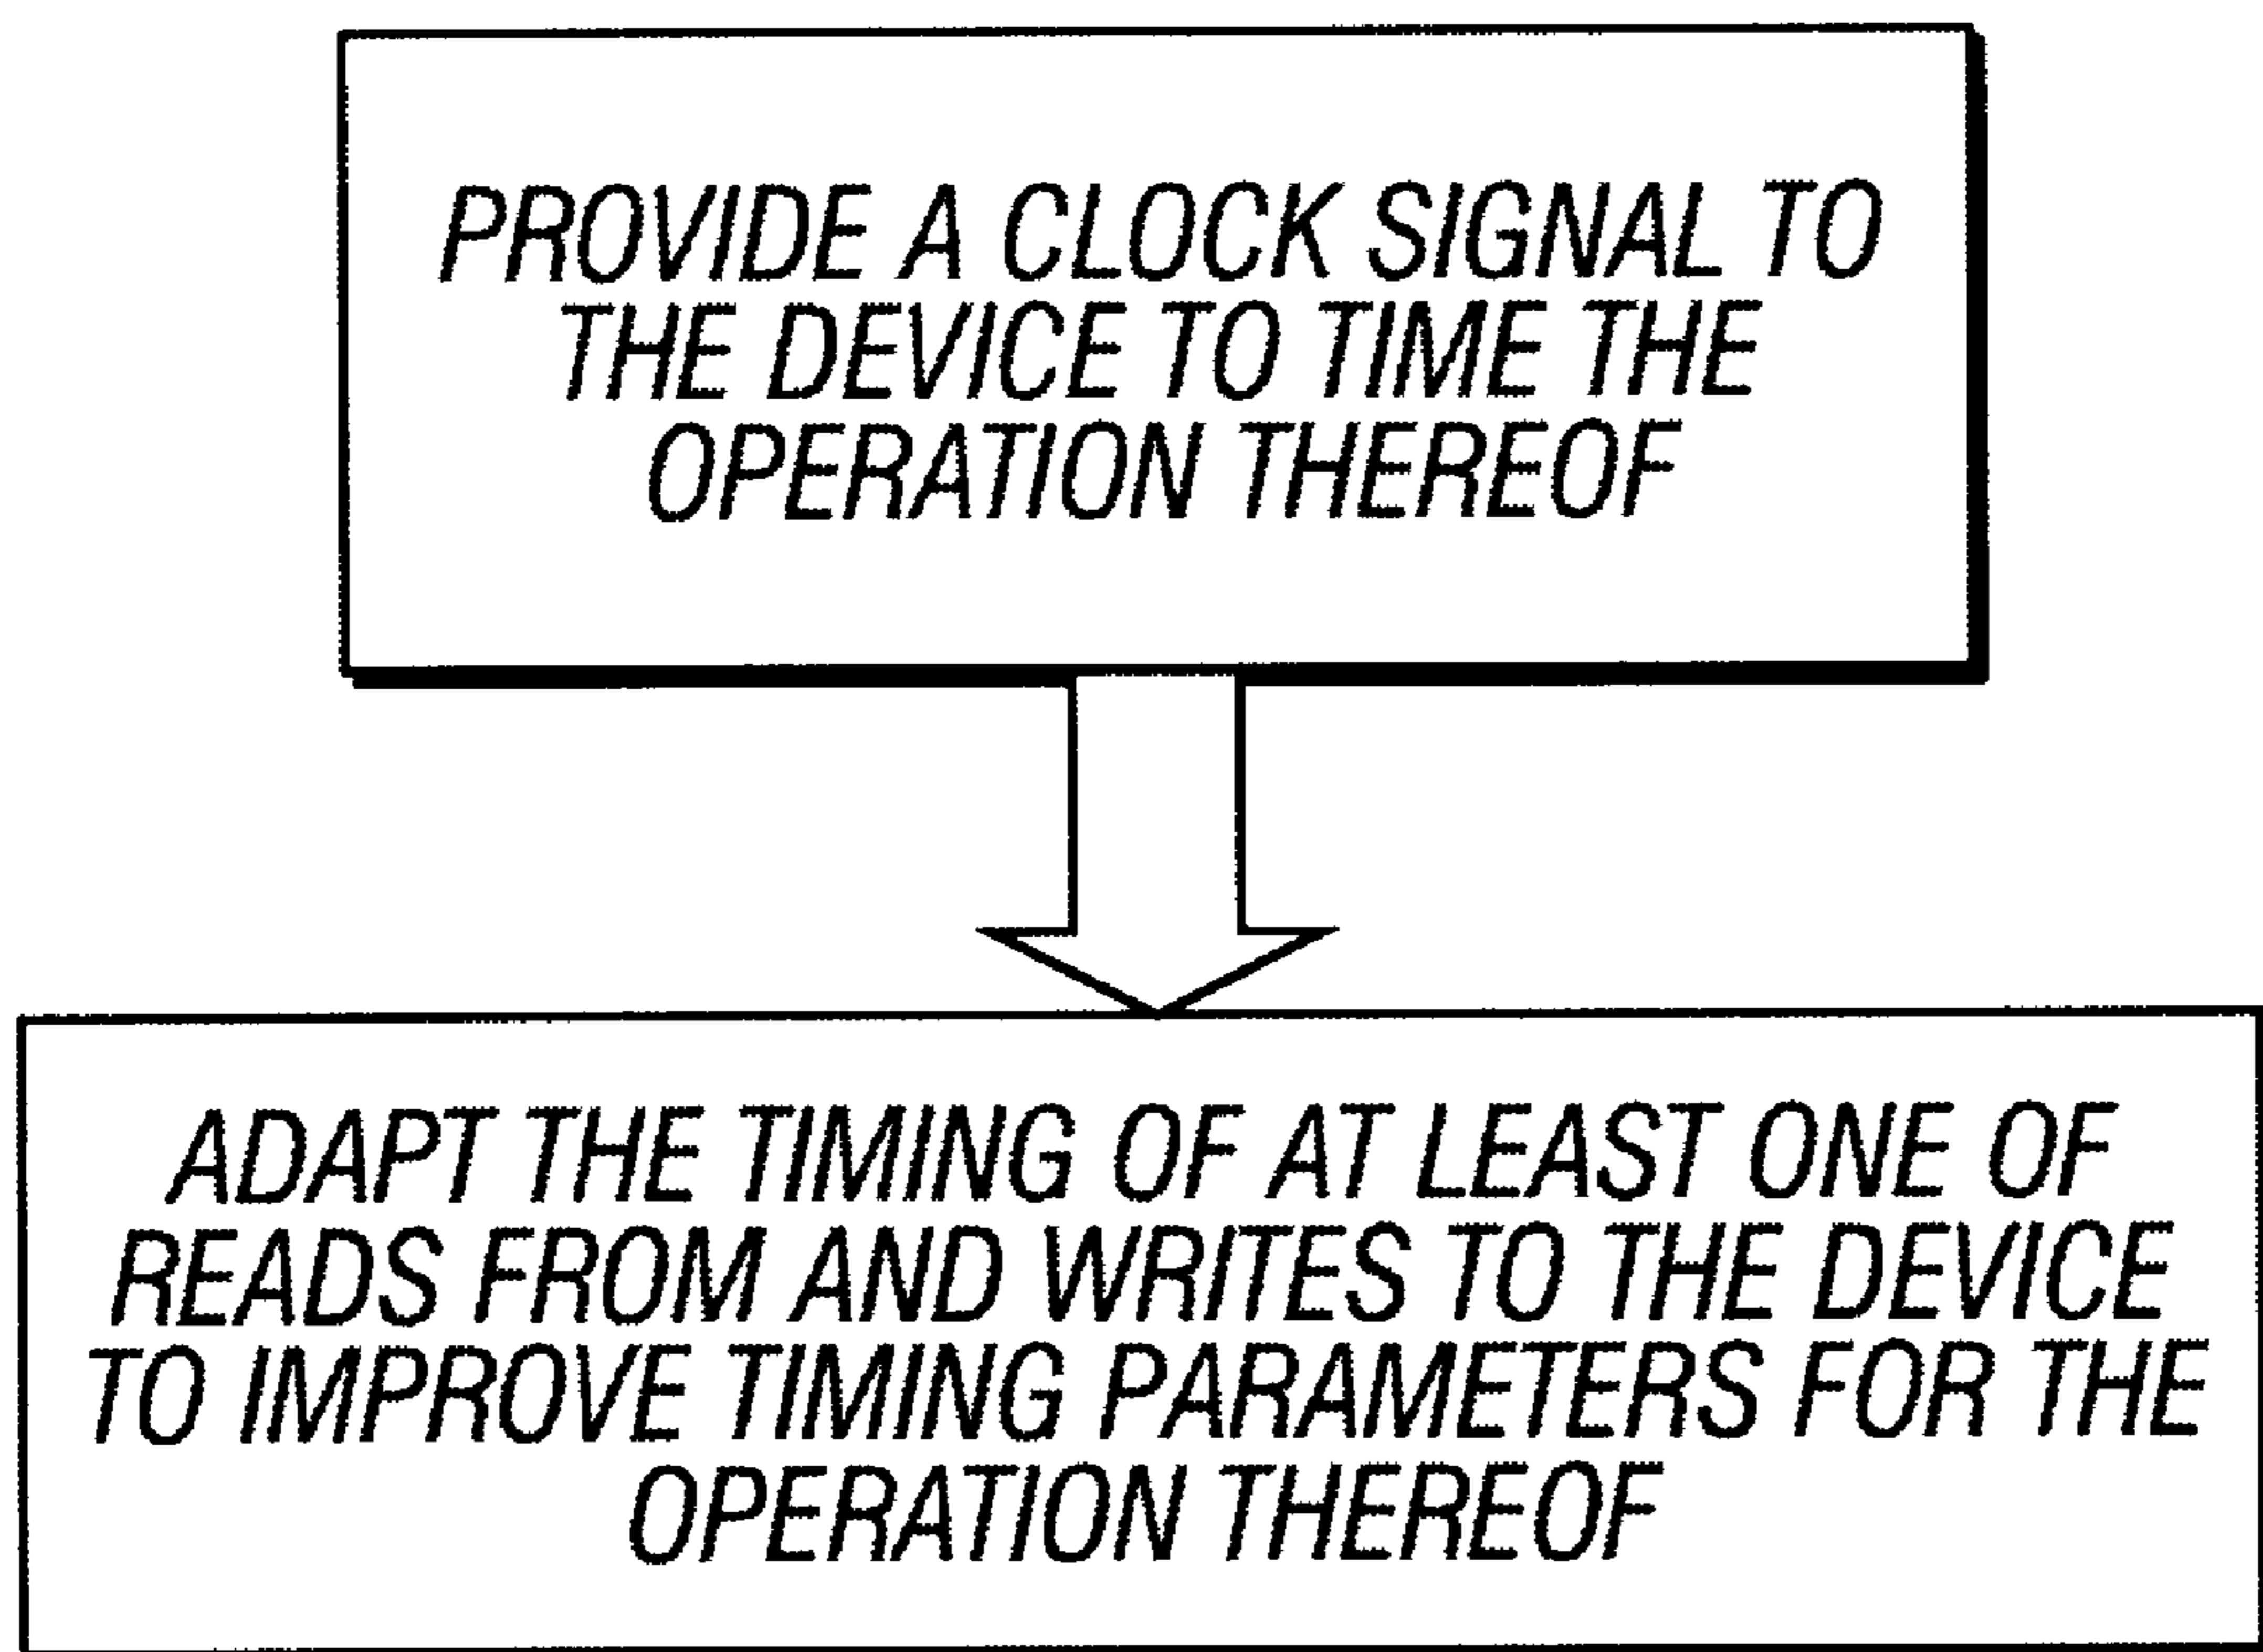 PROVIDE A CLOCK SIGNAL TO
THE DEVICE TO TIME THE
OPERATION THEREOF
ADAPT THE TIMING OF AT LEAST ONE OF
READS FROM AND WRITES TO THE DEVICE
TO IMPROVE TIMING PARAMETERS FOR THE
OPERATION THEREOF